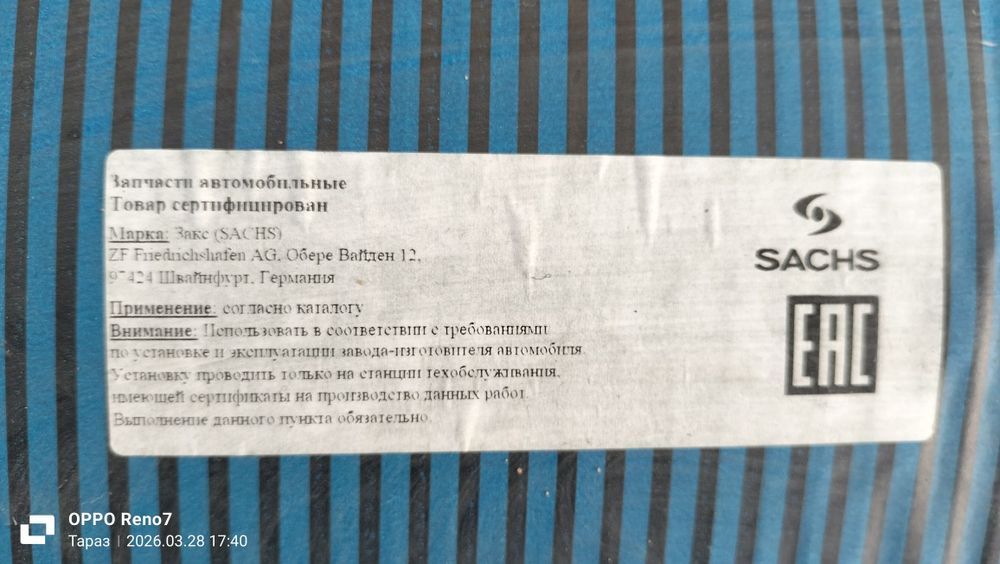 Запчасти автомобильные
Товар сертифицирован
Марка: Закс (SACHS)
ZF Friedrichshafen AG, Обере Вайден 12,
97424 Швайнфурт, Германия
Применение: согласно каталогу
Внимание: Использовать в соответствии с требованиями
по установке и эксплуатации завода-изготовителя автомобиля.
Установку проводить только на станции техобслуживания,
имеющей сертификаты на производство данных работ.
Выполнение данного пункта обязательно.
SACHS
EAC
OPPO Reno7
Тараз | 2026.03.28 17:40